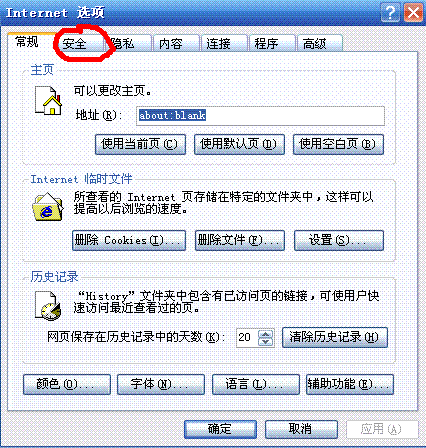 Internet 选项
常规 安全 隐私 内容 连接 程序 高级
主页
可以更改主页。
地址(R): about:blank
使用当前页(C) 使用默认页(D) 使用空白页(B)
Internet 临时文件
所查看的 Internet 页存储在特定的文件夹中，这样可以
提高以后浏览的速度。
删除 Cookies(I)... 删除文件(F)... 设置(S)...
历史记录
“History”文件夹中包含有已访问页的链接，可使用户快
速访问最近查看过的页。
网页保存在历史记录中的天数(K): 20 清除历史记录(H)
颜色(O)... 字体(N)... 语言(L)... 辅助功能(E)...
确定 取消 应用(A)